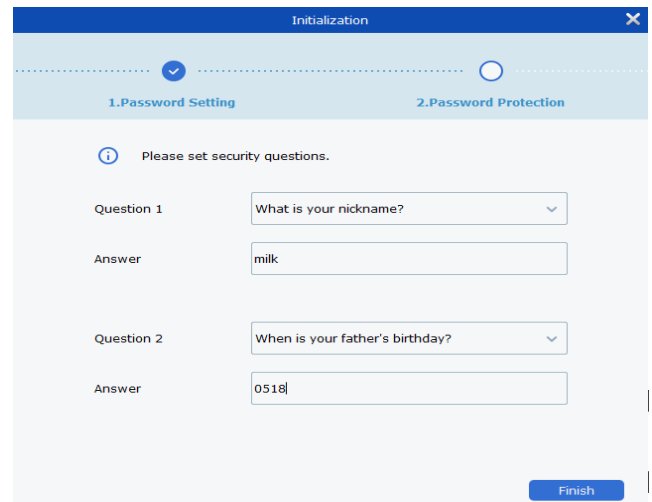 Initialization
1.Password Setting
2.Password Protection
Please set security questions.
Question 1
What is your nickname?
Answer
milk
Question 2
When is your father's birthday?
Answer
0518
Finish